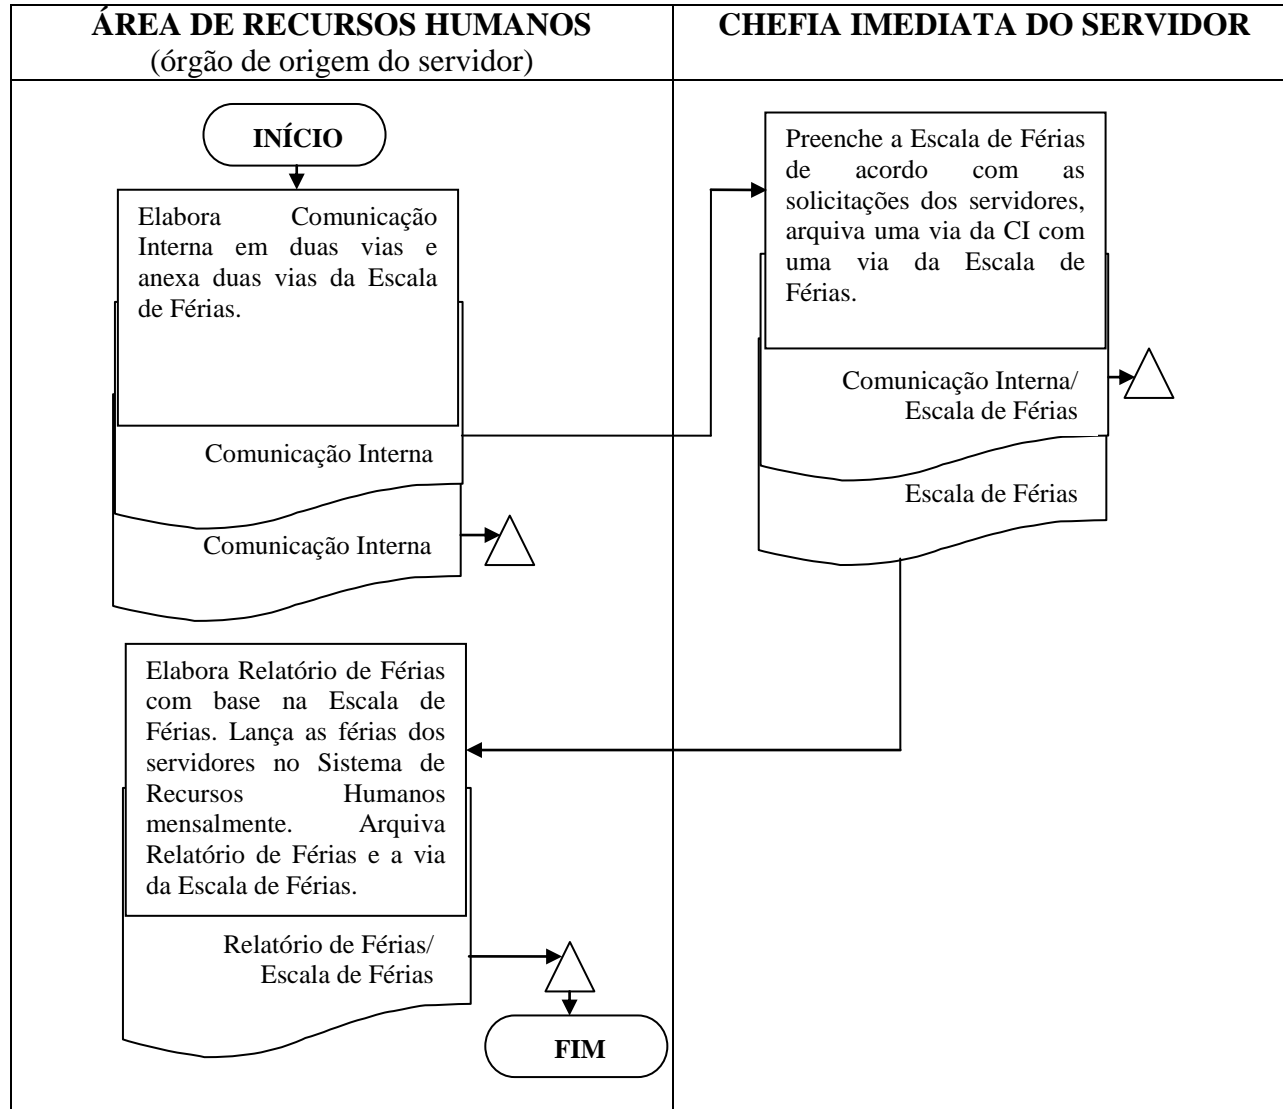 ÁREA DE RECURSOS HUMANOS
(órgão de origem do servidor)
CHEFIA IMEDIATA DO SERVIDOR
INÍCIO
Elabora Comunicação
Interna em duas vias e
anexa duas vias da Escala
de Férias.
Comunicação Interna
Comunicação Interna
Preenche a Escala de Férias
de acordo com as
solicitações dos servidores,
arquiva uma via da CI com
uma via da Escala de
Férias.
Comunicação Interna/
Escala de Férias
Escala de Férias
Elabora Relatório de Férias
com base na Escala de
Férias. Lança as férias dos
servidores no Sistema de
Recursos Humanos
mensalmente. Arquiva
Relatório de Férias e a via
da Escala de Férias.
Relatório de Férias/
Escala de Férias
FIM